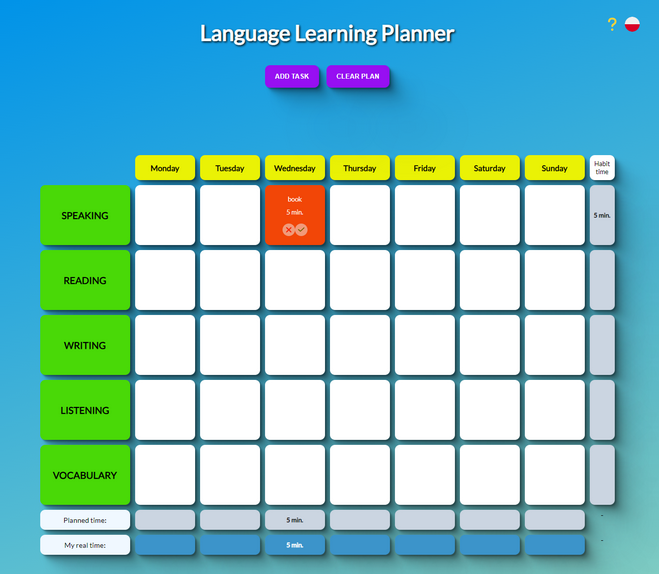 Language Learning Planner
?
ADD TASK CLEAR PLAN
Monday Tuesday Wednesday Thursday Friday Saturday Sunday Habit
time
SPEAKING
book
5 min.
5 min.
READING
WRITING
LISTENING
VOCABULARY
Planned time: 5 min. -
My real time: 5 min. -